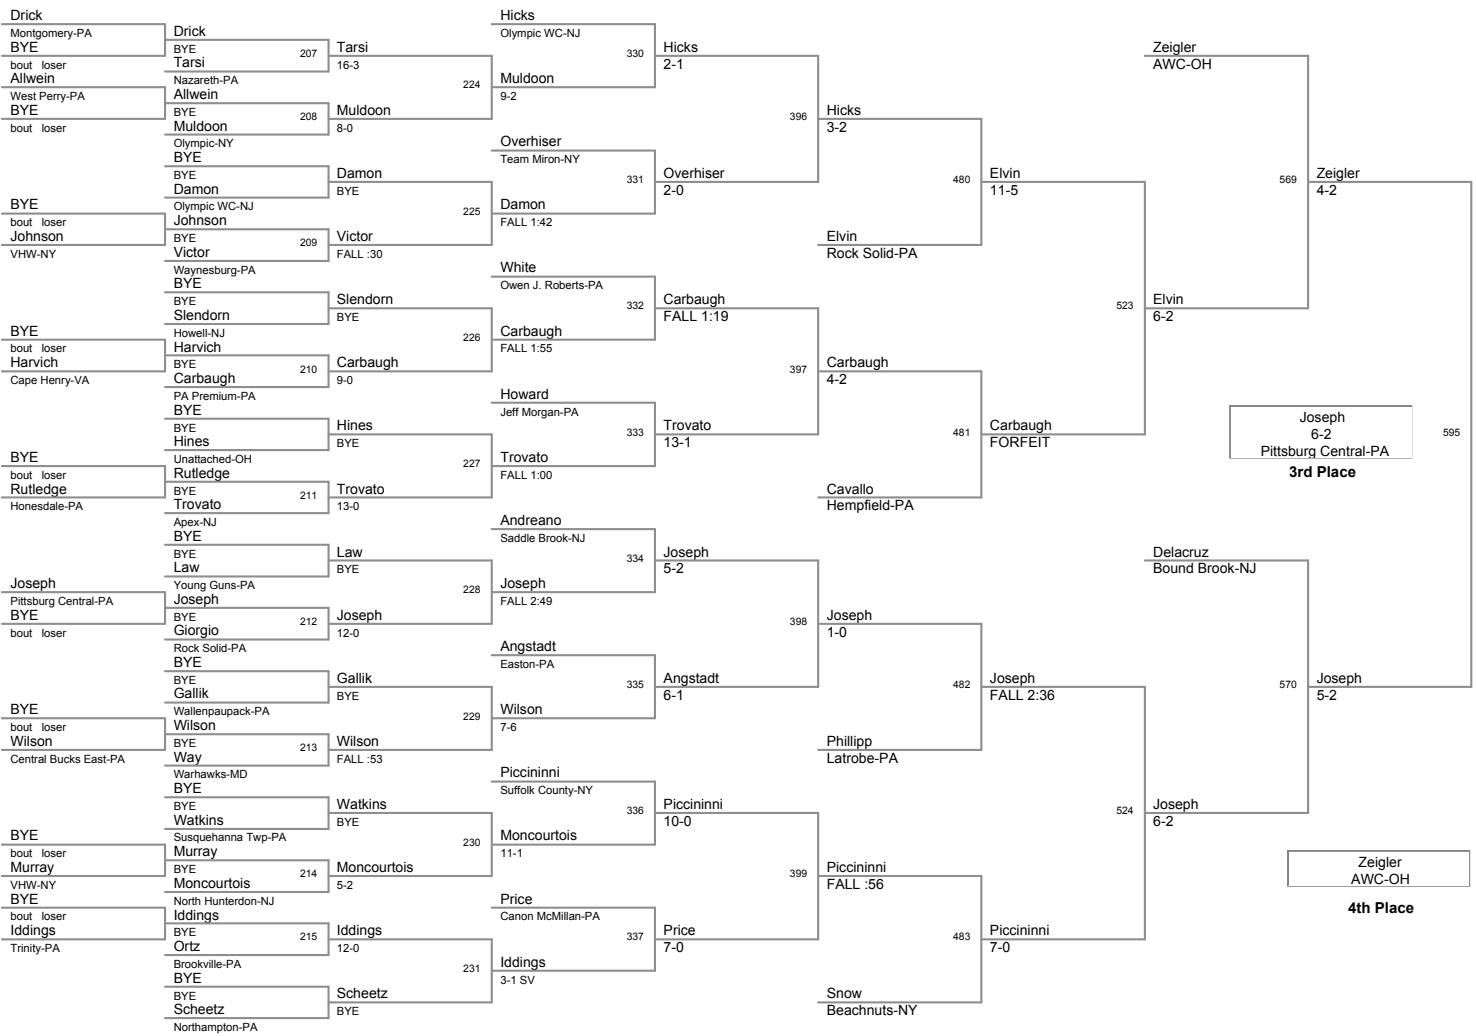 Drick
Montgomery-PA
BYE
bout loser
Allwein
West Perry-PA
BYE
bout loser
BYE
bout loser
Johnson
VHW-NY
BYE
bout loser
Harvich
Cape Henry-VA
BYE
bout loser
Rutledge
Honesdale-PA
Joseph
Pittsburg Central-PA
BYE
bout loser
BYE
bout loser
Wilson
Central Bucks East-PA
BYE
bout loser
Murray
VHW-NY
BYE
bout loser
Iddings
Trinity-PA
Drick
BYE
207
Tarsi
Nazareth-PA
Allwein
BYE
208
Muldoon
Olympic-NY
BYE
BYE
Damon
Olympic WC-NJ
Johnson
BYE
209
Victor
Waynesburg-PA
BYE
BYE
Slendorn
Howell-NJ
Harvich
BYE
210
Carbaugh
PA Premium-PA
BYE
BYE
Hines
Unattached-OH
Rutledge
BYE
211
Trovato
Apex-NJ
BYE
BYE
Law
Young Guns-PA
Joseph
BYE
212
Giorgio
Rock Solid-PA
BYE
BYE
Gallik
Wallenpaupack-PA
Wilson
BYE
213
Way
Warhawks-MD
BYE
BYE
Watkins
Susquehanna Twp-PA
Murray
BYE
214
Moncourtois
North Hunterdon-NJ
Iddings
BYE
215
Ortz
Brookville-PA
BYE
BYE
Scheetz
Northampton-PA
Tarsi
16-3
224
Muldoon
8-0
Damon
BYE
225
Victor
FALL :30
Slendorn
BYE
226
Carbaugh
9-0
Hines
BYE
227
Trovato
13-0
Law
BYE
228
Joseph
12-0
Gallik
BYE
229
Wilson
FALL :53
Watkins
BYE
230
Moncourtois
5-2
Iddings
12-0
231
Scheetz
BYE
Hicks
Olympic WC-NJ
330
Muldoon
9-2
Overhiser
Team Miron-NY
331
Damon
FALL 1:42
White
Owen J. Roberts-PA
332
Carbaugh
FALL 1:55
Howard
Jeff Morgan-PA
333
Trovato
FALL 1:00
Andreano
Saddle Brook-NJ
334
Joseph
FALL 2:49
Angstadt
Easton-PA
335
Wilson
7-6
Piccininni
Suffolk County-NY
336
Moncourtois
11-1
Price
Canon McMillan-PA
337
Iddings
3-1 SV
Hicks
2-1
396
Overhiser
2-0
Carbaugh
FALL 1:19
397
Trovato
13-1
Joseph
5-2
398
Angstadt
6-1
Piccininni
10-0
399
Price
7-0
Hicks
3-2
480
Elvin
Rock Solid-PA
Carbaugh
4-2
481
Cavallo
Hempfield-PA
Joseph
1-0
482
Phillipp
Latrobe-PA
Piccininni
FALL :56
483
Snow
Beachnuts-NY
Elvin
11-5
523
Carbaugh
FORFEIT
Joseph
FALL 2:36
524
Piccininni
7-0
Zeigler
AWC-OH
569
Elvin
6-2
Delacruz
Bound Brook-NJ
570
Joseph
6-2
Zeigler
4-2
595
Joseph
5-2
Joseph
6-2
Pittsburg Central-PA
3rd Place
Zeigler
AWC-OH
4th Place